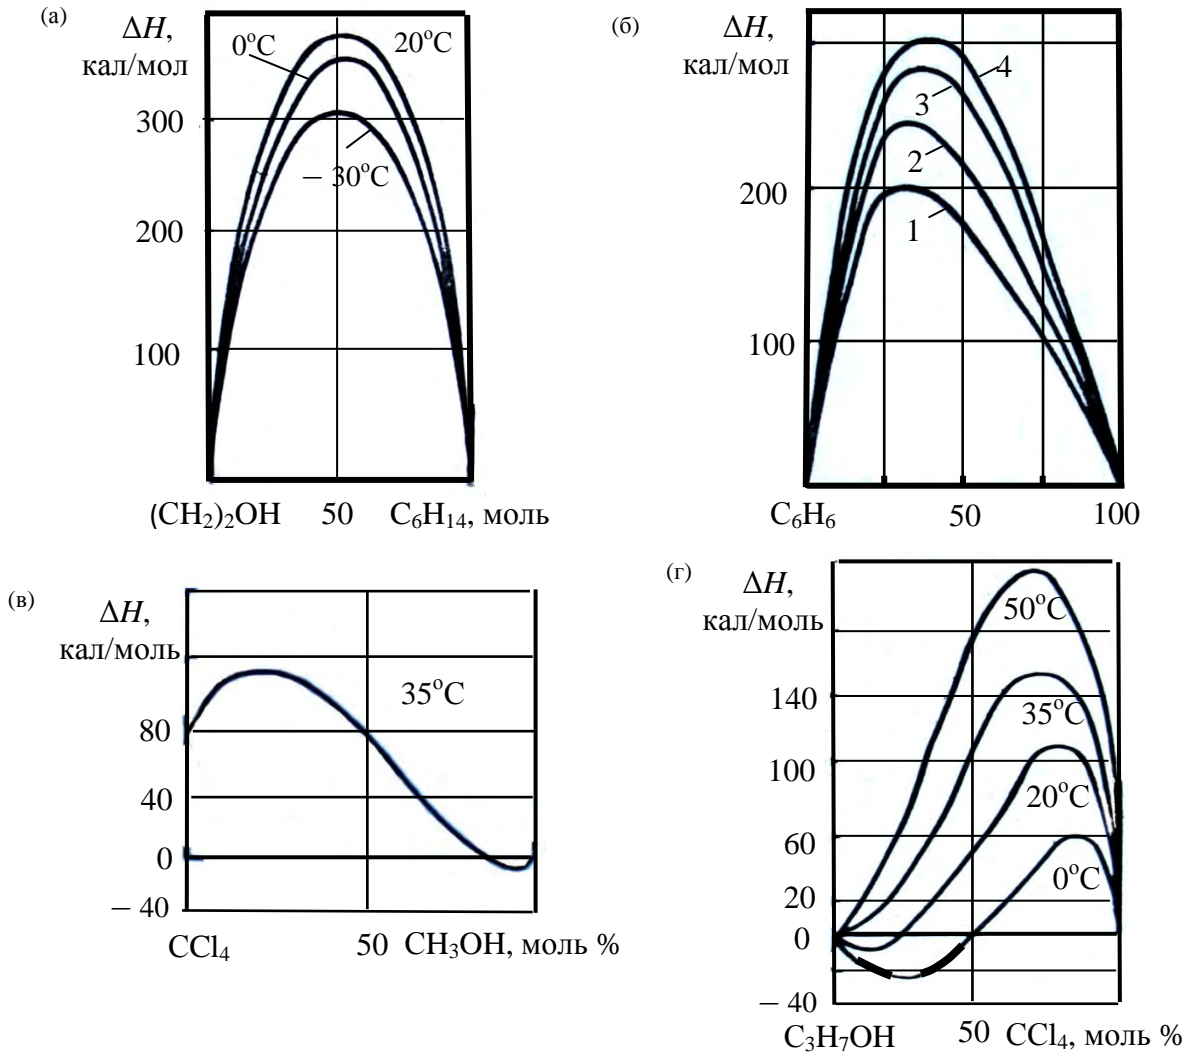 (а)
ΔH,
кал/мол
0°C
20°C
– 30°C
300
200
100
(CH₂)₂OH 50 C₆H₁₄, моль
(б)
ΔH,
кал/мол
4
3
2
1
200
100
C₆H₆ 50 100
(в)
ΔH,
кал/моль
35°C
80
40
0
– 40
CCl₄ 50 CH₃OH, моль %
(г)
ΔH,
кал/моль
50°C
140
35°C
100
20°C
60
0°C
20
0
– 40
C₃H₇OH 50 CCl₄, моль %